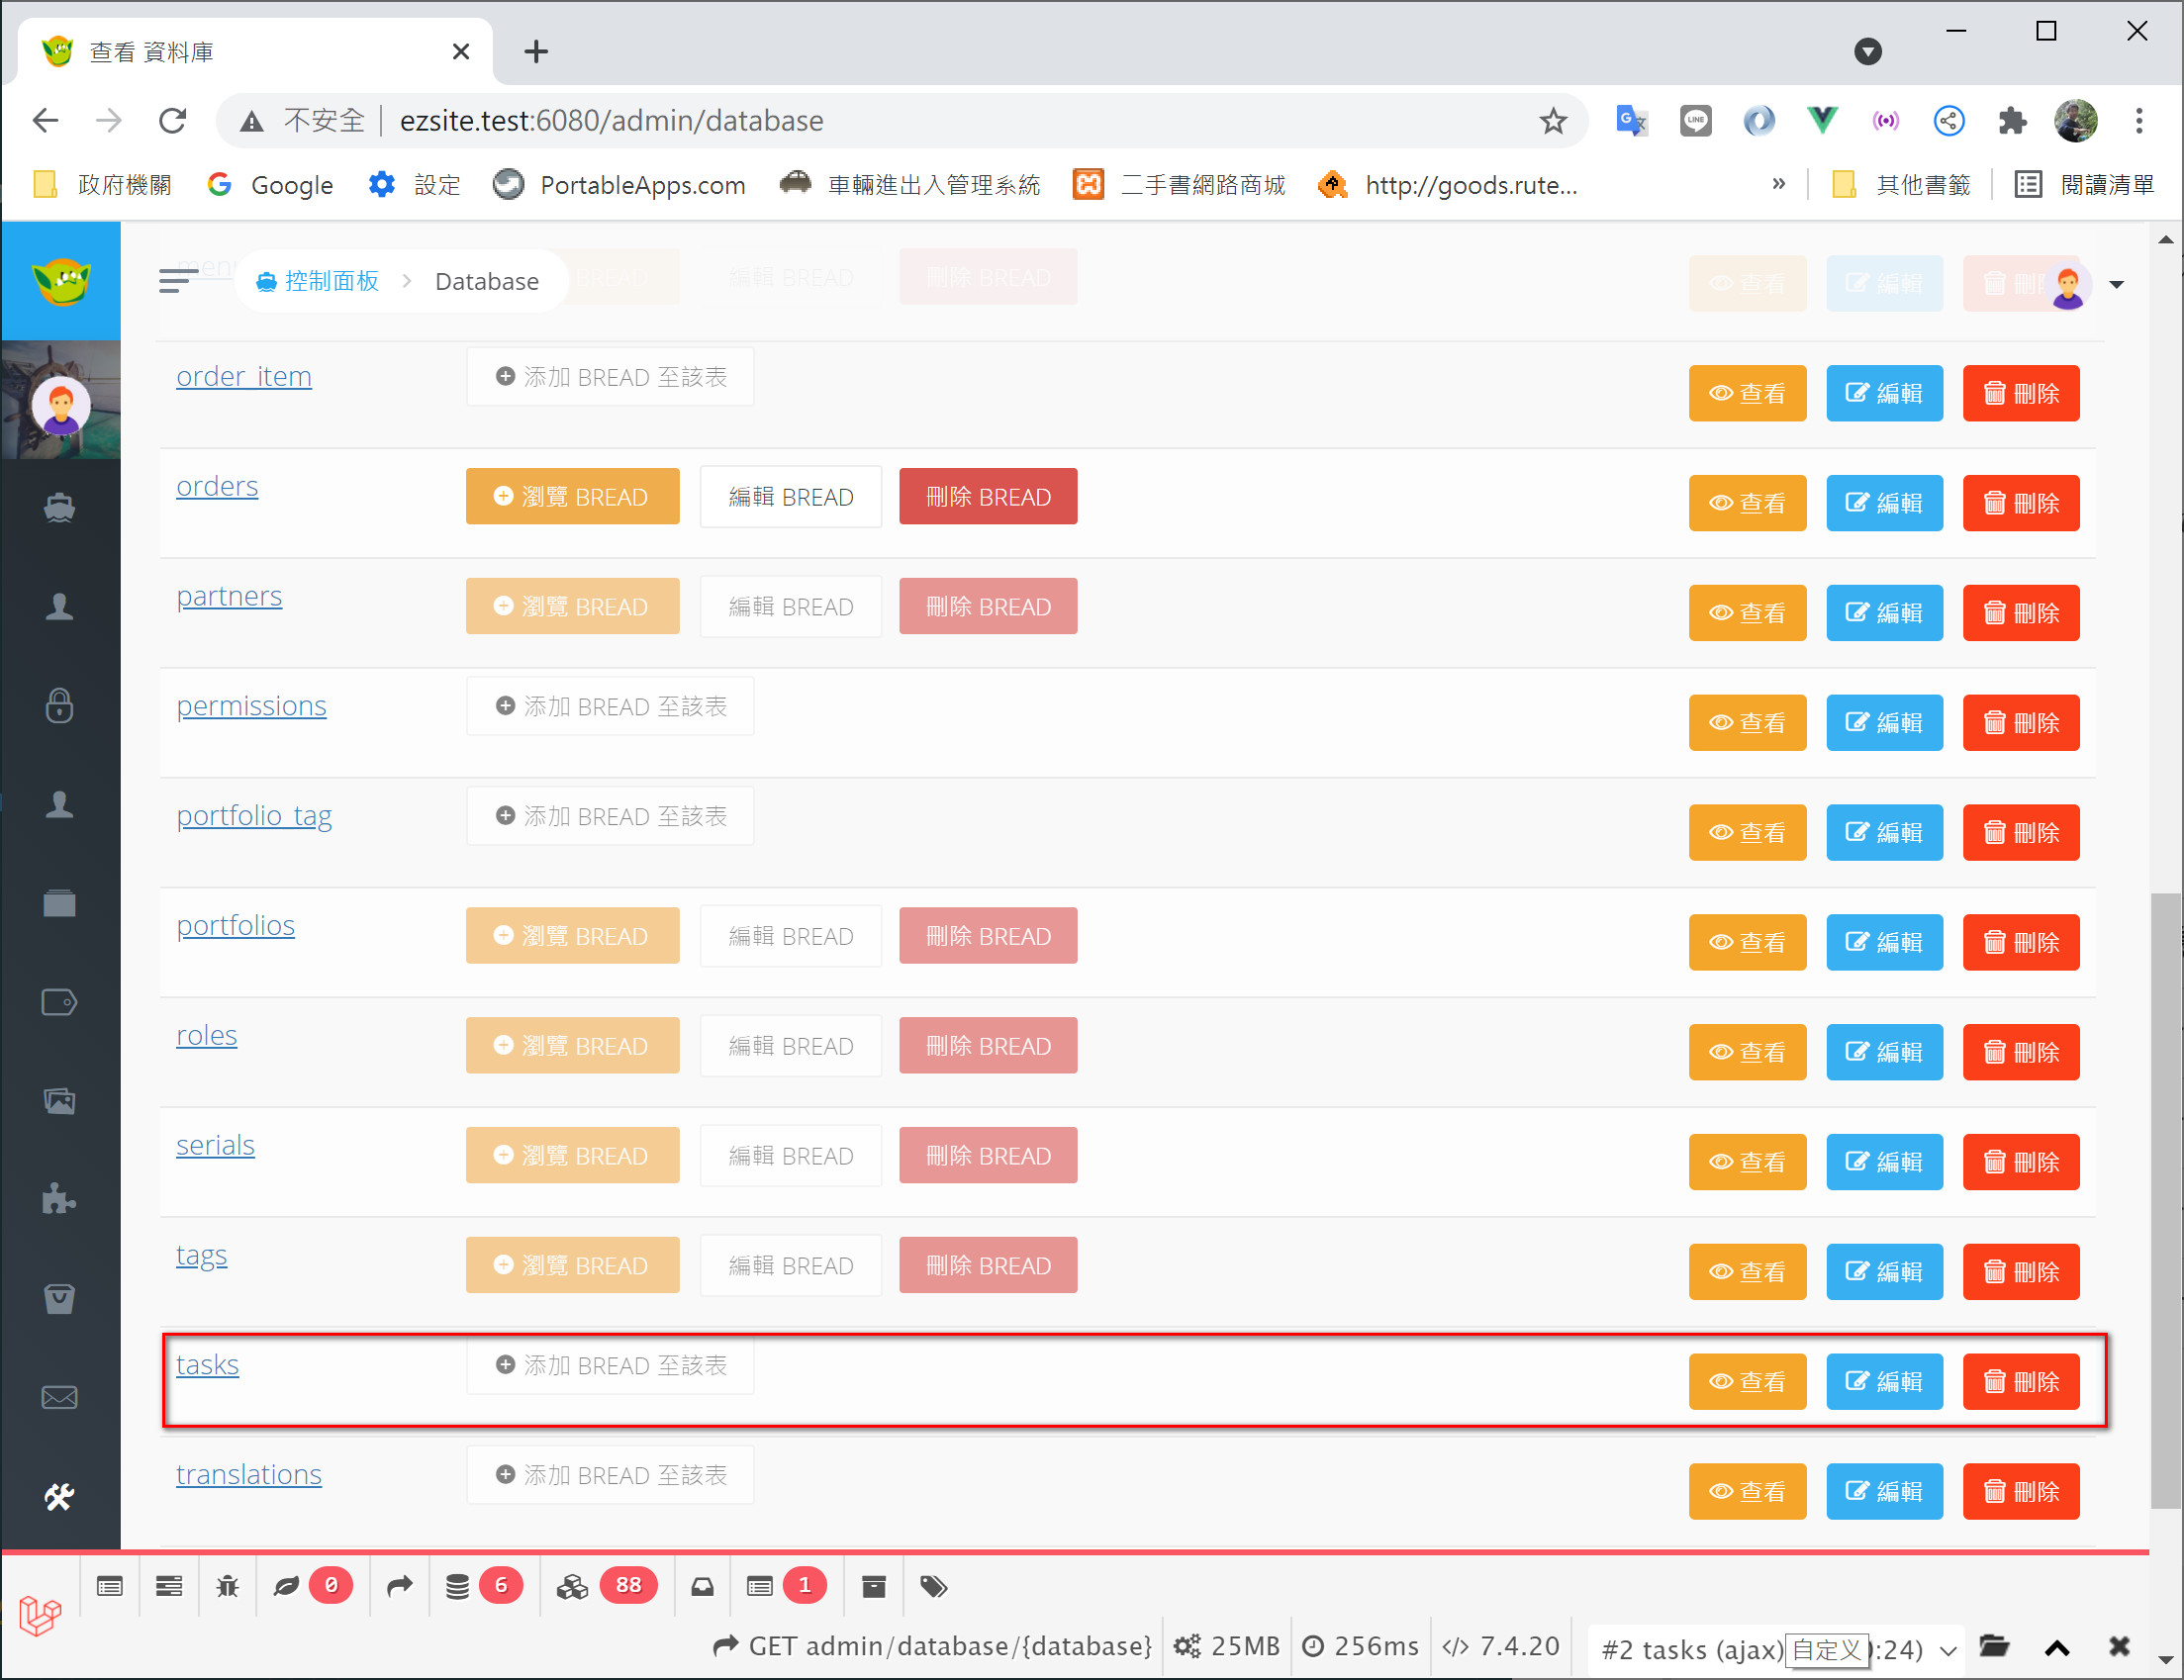 查看 資料庫
不安全 ezsite.test:6080/admin/database
政府機關 Google 設定 PortableApps.com 車輛進出入管理系統 二手書網路商城 http://goods.rute... » 其他書籤 閱讀清單
控制面板 Database BREAD 編輯 BREAD 刪除 BREAD 查看 編輯
order_item 添加 BREAD 至該表 查看 編輯 刪除
orders 瀏覽 BREAD 編輯 BREAD 刪除 BREAD 查看 編輯 刪除
partners 瀏覽 BREAD 編輯 BREAD 刪除 BREAD 查看 編輯 刪除
permissions 添加 BREAD 至該表 查看 編輯 刪除
portfolio_tag 添加 BREAD 至該表 查看 編輯 刪除
portfolios 瀏覽 BREAD 編輯 BREAD 刪除 BREAD 查看 編輯 刪除
roles 瀏覽 BREAD 編輯 BREAD 刪除 BREAD 查看 編輯 刪除
serials 瀏覽 BREAD 編輯 BREAD 刪除 BREAD 查看 編輯 刪除
tags 瀏覽 BREAD 編輯 BREAD 刪除 BREAD 查看 編輯 刪除
tasks 添加 BREAD 至該表 查看 編輯 刪除
translations 添加 BREAD 至該表 查看 編輯 刪除
0 6 88 1
GET admin/database/{database} 25MB 256ms 7.4.20 #2 tasks (ajax) 自定义 :24)